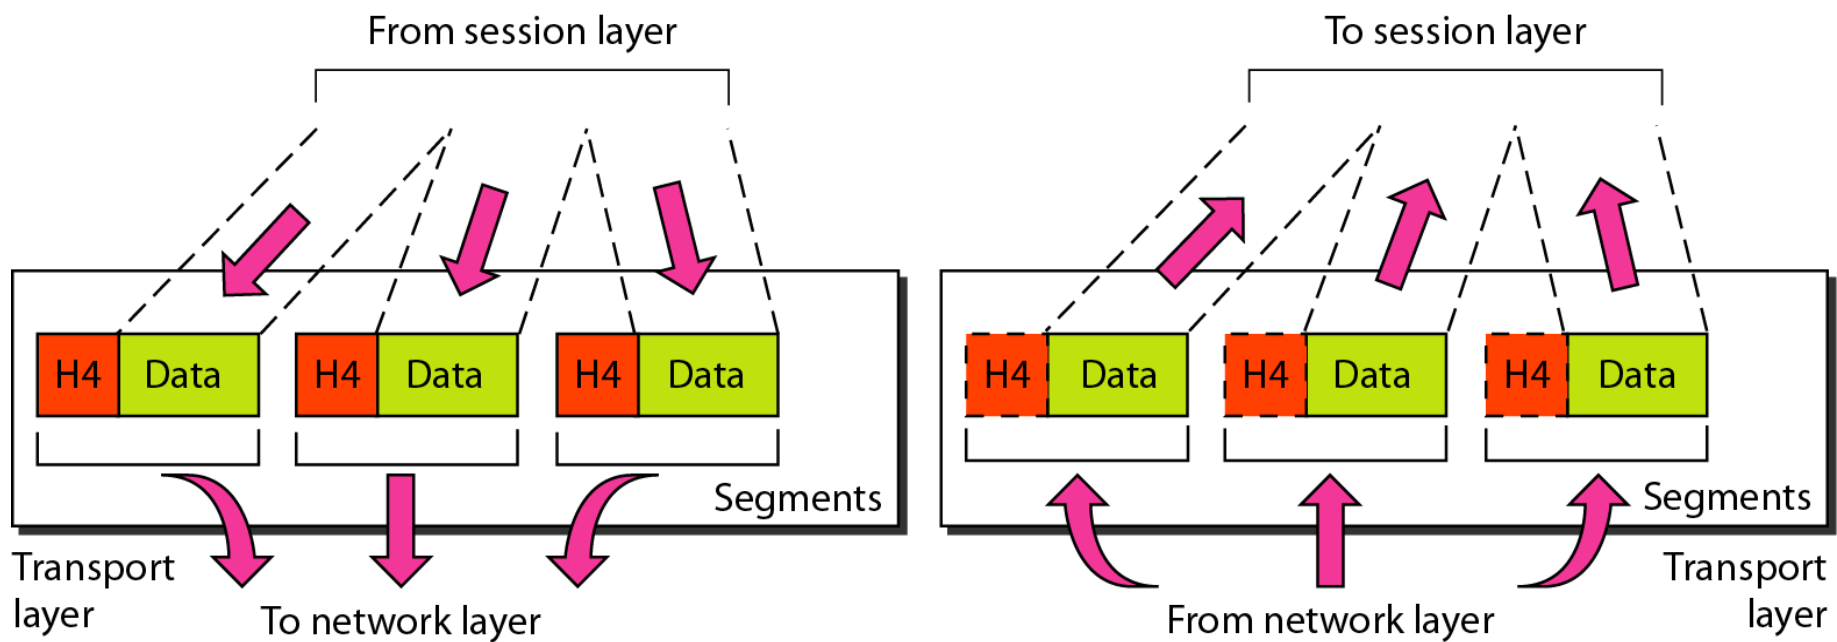 From session layer
H4 Data H4 Data H4 Data
Segments
Transport
layer
To network layer
To session layer
H4 Data H4 Data H4 Data
Segments
Transport
layer
From network layer